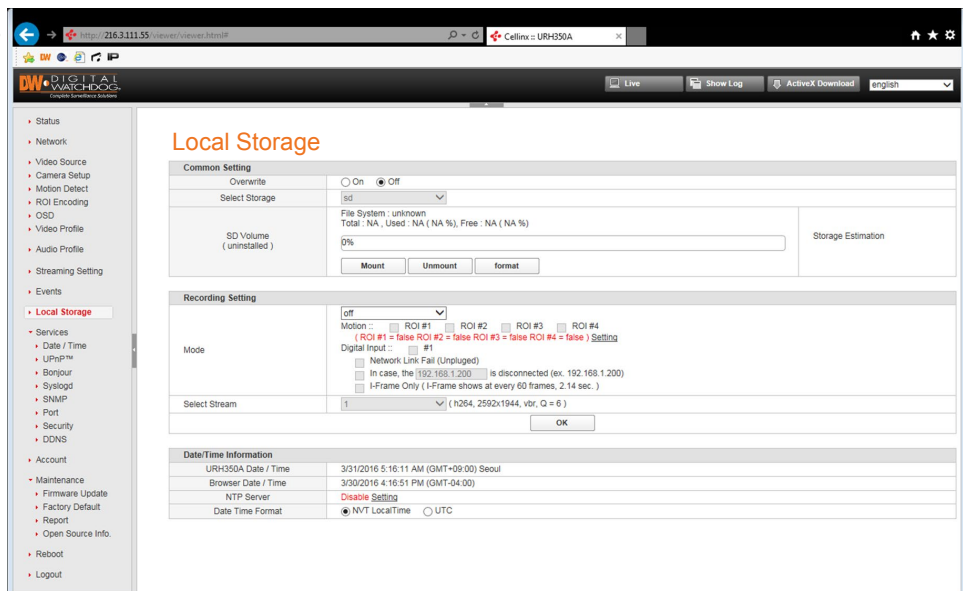 http://216.3.111.55/viewer/viewer.html#
Cellinx :: URH350A
DW DIGITAL WATCHDOG®
Complete Surveillance Solutions
Live
Show Log
ActiveX Download
english
Status
Network
Video Source
Camera Setup
Motion Detect
ROI Encoding
OSD
Video Profile
Audio Profile
Streaming Setting
Events
Local Storage
Services
Date / Time
UPnP™
Bonjour
Syslogd
SNMP
Port
Security
DDNS
Account
Maintenance
Firmware Update
Factory Default
Report
Open Source Info.
Reboot
Logout
Local Storage
Common Setting
Overwrite On Off
Select Storage sd
SD Volume
( uninstalled )
File System : unknown
Total : NA , Used : NA ( NA %), Free : NA ( NA %)
0%
Mount Unmount format
Storage Estimation
Recording Setting
Mode
off
Motion :: ROI #1 ROI #2 ROI #3 ROI #4
( ROI #1 = false ROI #2 = false ROI #3 = false ROI #4 = false ) Setting
Digital Input :: #1
Network Link Fail (Unpluged)
In case, the 192.168.1.200 is disconnected (ex. 192.168.1.200)
I-Frame Only ( I-Frame shows at every 60 frames, 2.14 sec. )
Select Stream 1 ( h264, 2592x1944, vbr, Q = 6 )
OK
Date/Time Information
URH350A Date / Time 3/31/2016 5:16:11 AM (GMT+09:00) Seoul
Browser Date / Time 3/30/2016 4:16:51 PM (GMT-04:00)
NTP Server Disable Setting
Date Time Format NVT LocalTime UTC